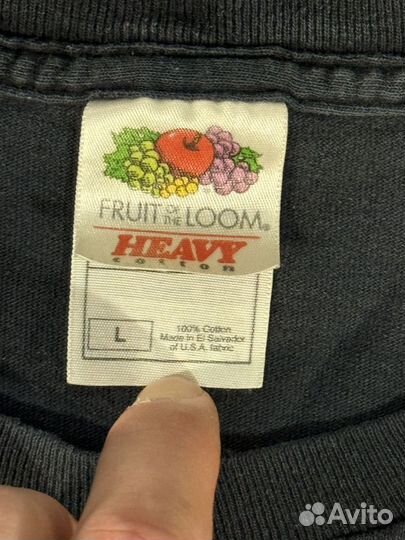 FRUIT OF THE LOOM®
HEAVY
cotton
L
100% Cotton
Made in El Salvador
of U.S.A. fabric
Avito